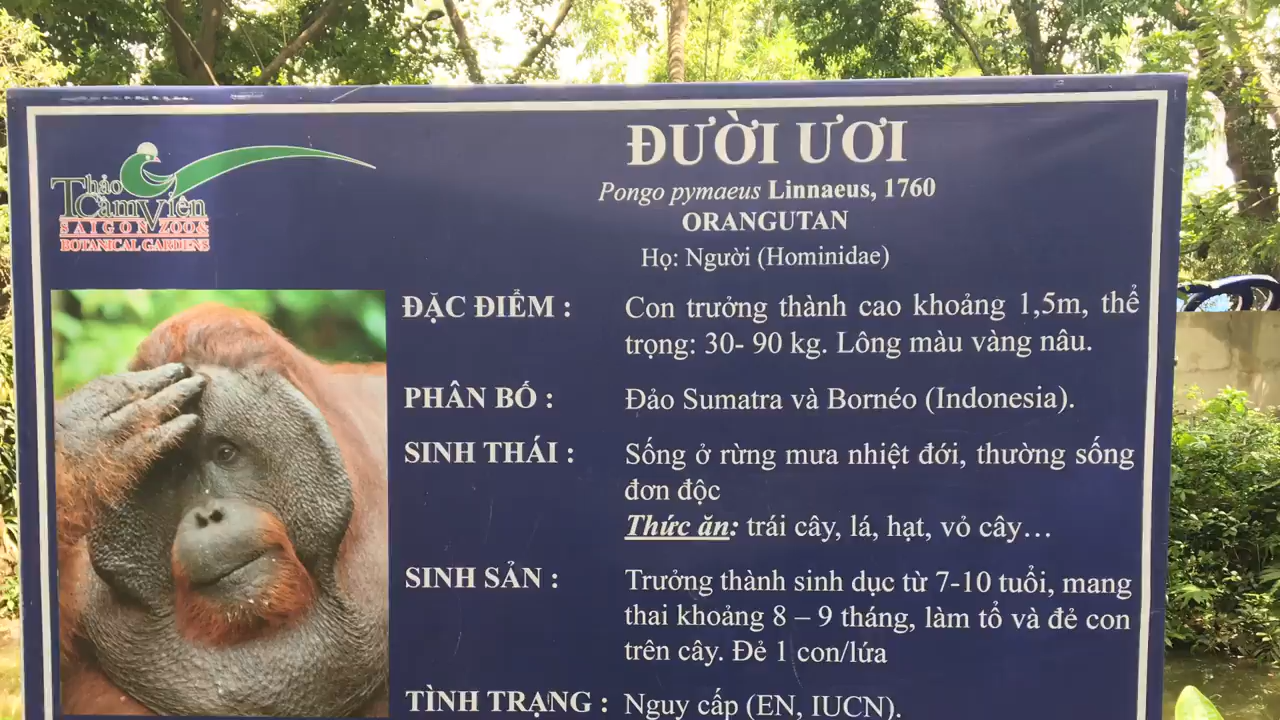 Thảo
Cầm Viên
SAIGON ZOO &
BOTANICAL GARDENS
ĐƯỜI ƯƠI
Pongo pymaeus Linnaeus, 1760
ORANGUTAN
Họ: Người (Hominidae)
ĐẶC ĐIỂM : Con trưởng thành cao khoảng 1,5m, thể
trọng: 30- 90 kg. Lông màu vàng nâu.
PHÂN BỐ : Đảo Sumatra và Bornéo (Indonesia).
SINH THÁI : Sống ở rừng mưa nhiệt đới, thường sống
đơn độc
Thức ăn: trái cây, lá, hạt, vỏ cây…
SINH SẢN : Trưởng thành sinh dục từ 7-10 tuổi, mang
thai khoảng 8 – 9 tháng, làm tổ và đẻ con
trên cây. Đẻ 1 con/lứa
TÌNH TRẠNG : Nguy cấp (EN, IUCN).